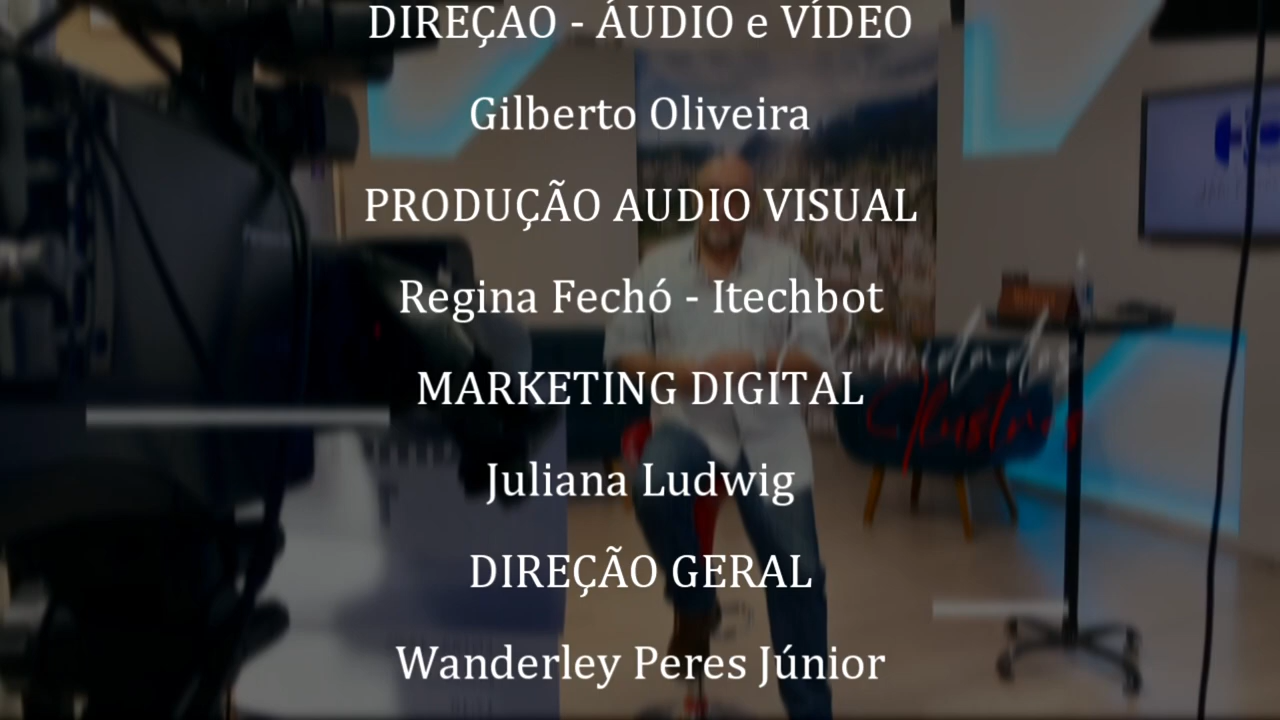 DIREÇÃO - ÁUDIO e VÍDEO
Gilberto Oliveira
PRODUÇÃO AUDIO VISUAL
Regina Fechó - Itechbot
MARKETING DIGITAL
Juliana Ludwig
DIREÇÃO GERAL
Wanderley Peres Júnior